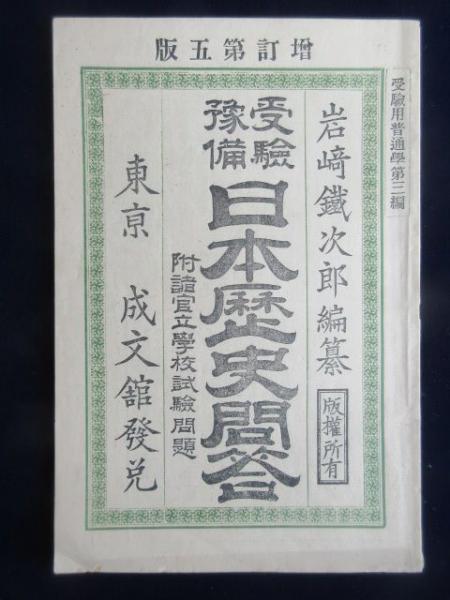 版五第訂增
受驗用普通學第三編
岩﨑鐵次郎編纂
版權所有
受驗
豫備
日本歷史問答
附諸官立學校試驗問題
東京 成文舘發兌